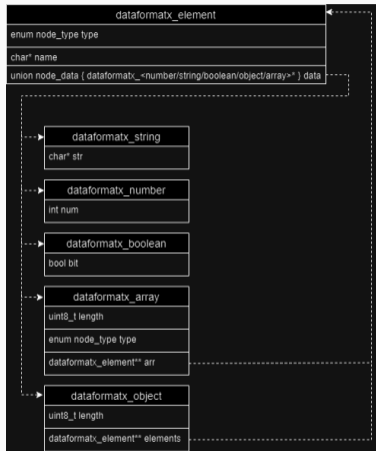 dataformatx_element
enum node_type type
char* name
union node_data { dataformatx_<number/string/boolean/object/array>* } data
dataformatx_string
char* str
dataformatx_number
int num
dataformatx_boolean
bool bit
dataformatx_array
uint8_t length
enum node_type type
dataformatx_element** arr
dataformatx_object
uint8_t length
dataformatx_element** elements